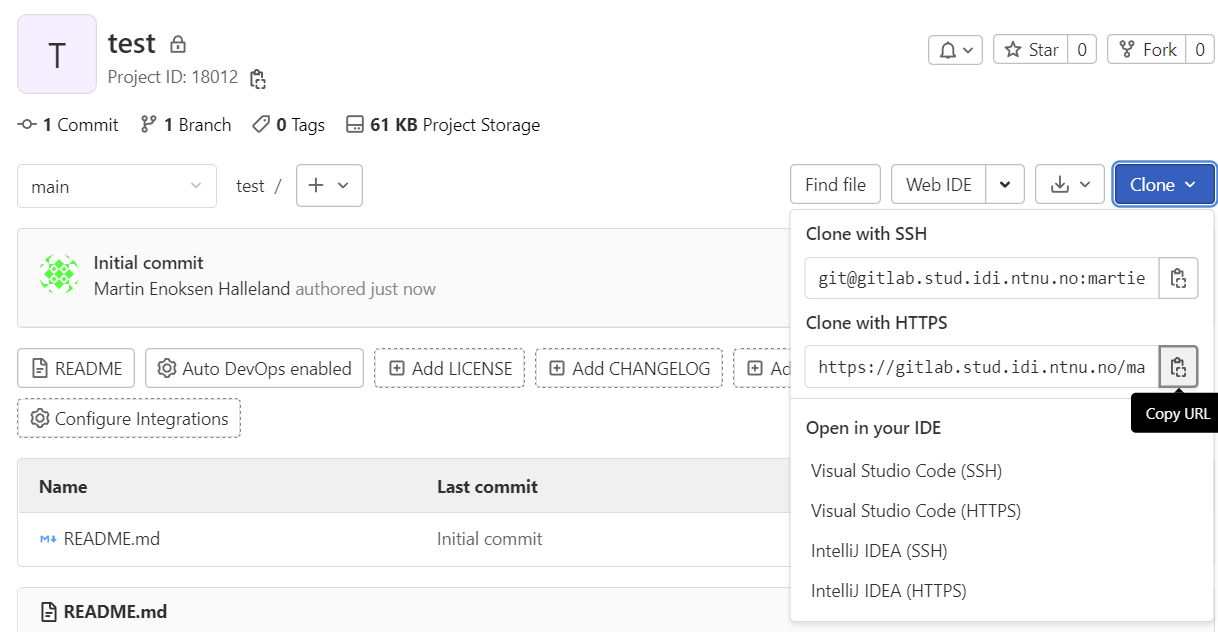 T
test
Project ID: 18012
Star 0
Fork 0
1 Commit 1 Branch 0 Tags 61 KB Project Storage
main
test /
Find file
Web IDE
Clone
Initial commit
Martin Enoksen Halleland authored just now
Clone with SSH
git@gitlab.stud.idi.ntnu.no:martie
Clone with HTTPS
https://gitlab.stud.idi.ntnu.no/ma
Copy URL
README
Auto DevOps enabled
Add LICENSE
Add CHANGELOG
Ad
Configure Integrations
Open in your IDE
Visual Studio Code (SSH)
Visual Studio Code (HTTPS)
IntelliJ IDEA (SSH)
IntelliJ IDEA (HTTPS)
Name Last commit
README.md Initial commit
README.md